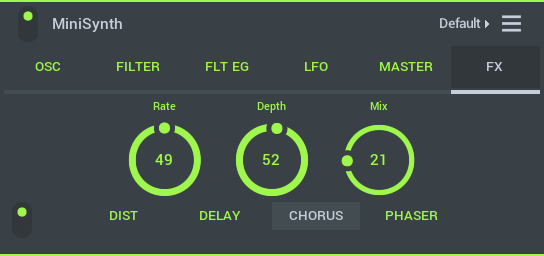 MiniSynth Default
OSC FILTER FLT EG LFO MASTER FX
Rate Depth Mix
49 52 21
DIST DELAY CHORUS PHASER